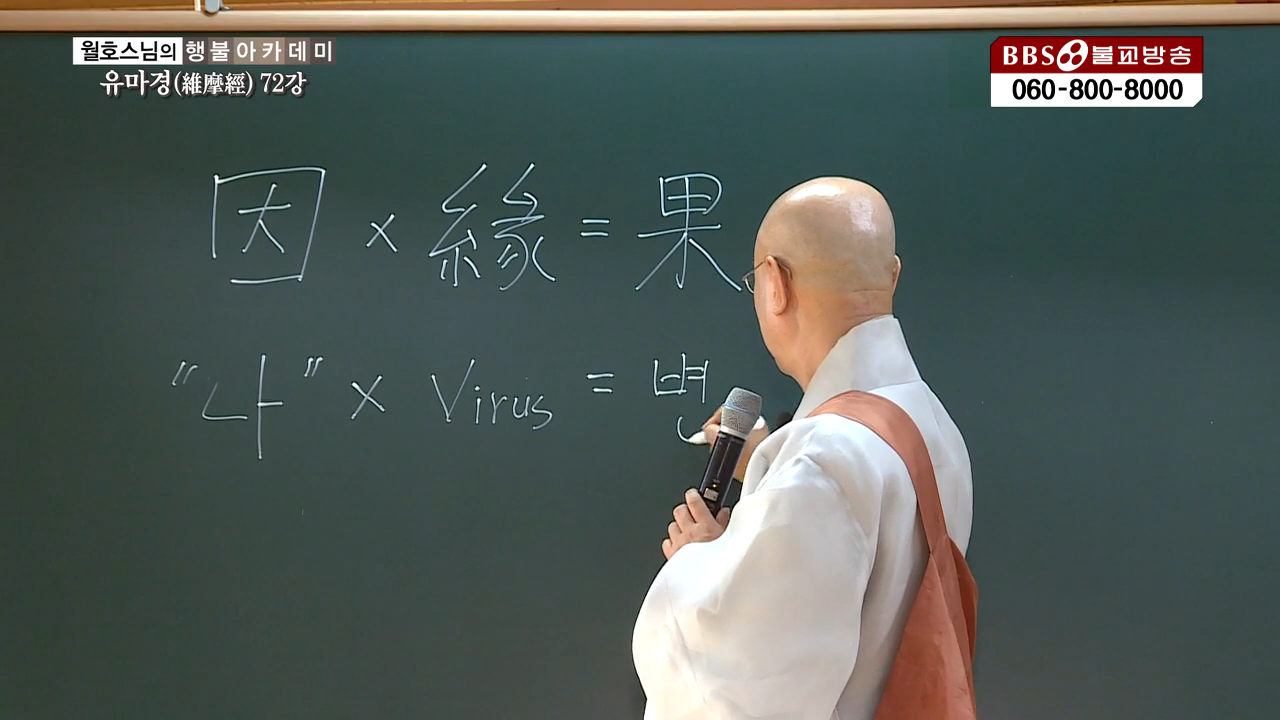 월호스님의 행불아카데미
유마경(維摩經) 72강
BBS 불교방송
060-800-8000
因 × 緣 = 果
"나" × Virus = 병